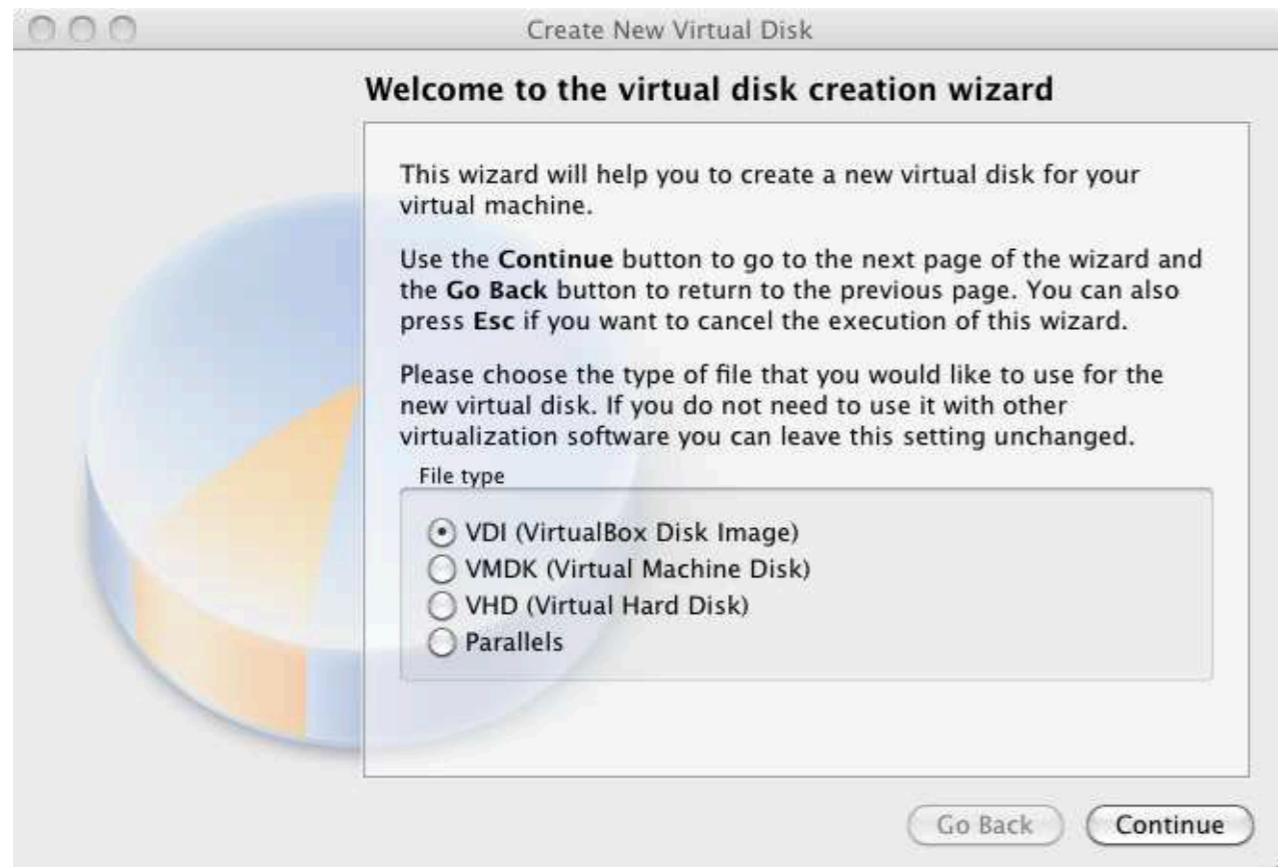 Create New Virtual Disk
Welcome to the virtual disk creation wizard
This wizard will help you to create a new virtual disk for your
virtual machine.
Use the Continue button to go to the next page of the wizard and
the Go Back button to return to the previous page. You can also
press Esc if you want to cancel the execution of this wizard.
Please choose the type of file that you would like to use for the
new virtual disk. If you do not need to use it with other
virtualization software you can leave this setting unchanged.
File type
VDI (VirtualBox Disk Image)
VMDK (Virtual Machine Disk)
VHD (Virtual Hard Disk)
Parallels
Go Back
Continue